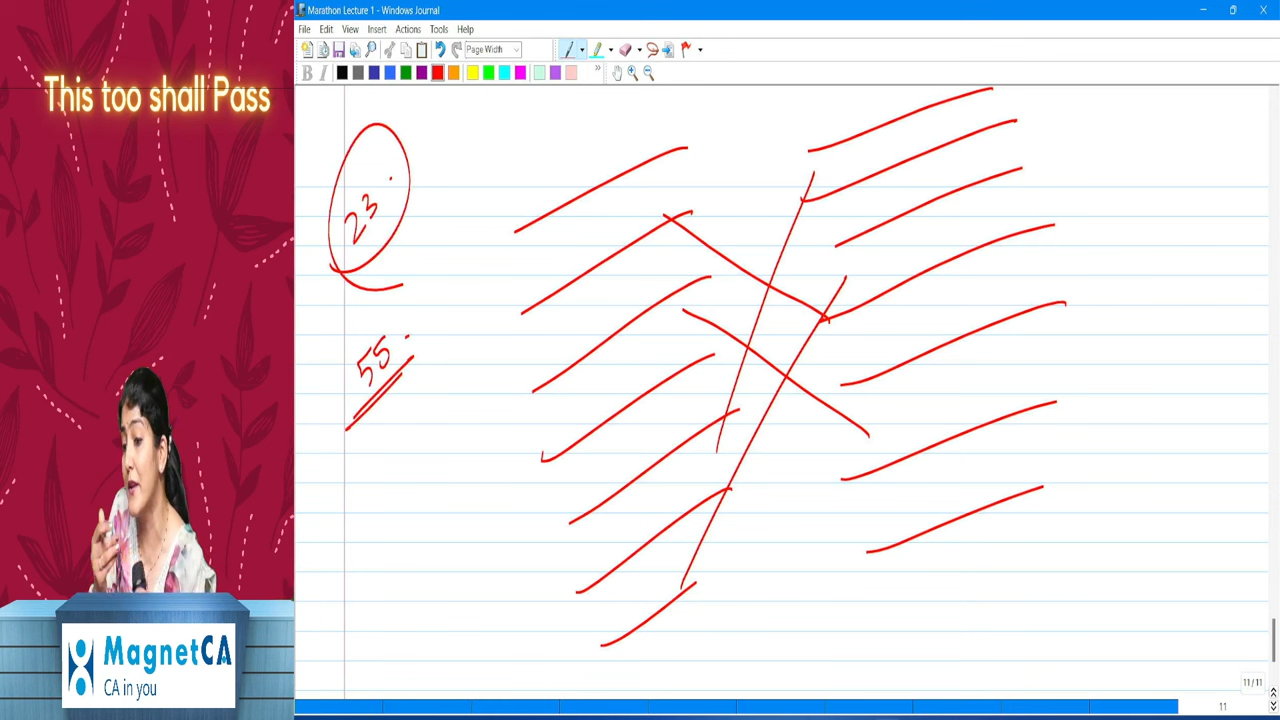 Marathon Lecture 1 - Windows Journal
File Edit View Insert Actions Tools Help
Page Width
B I
This too shall Pass
23.
55.
MagnetCA
CA in you
11/11
11